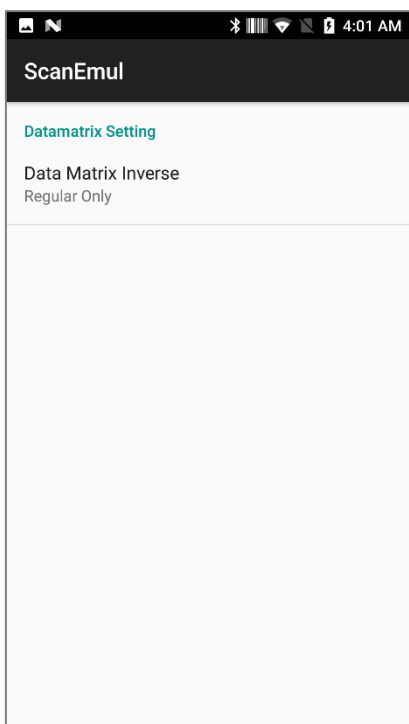 4:01 AM
ScanEmul
Datamatrix Setting
Data Matrix Inverse
Regular Only